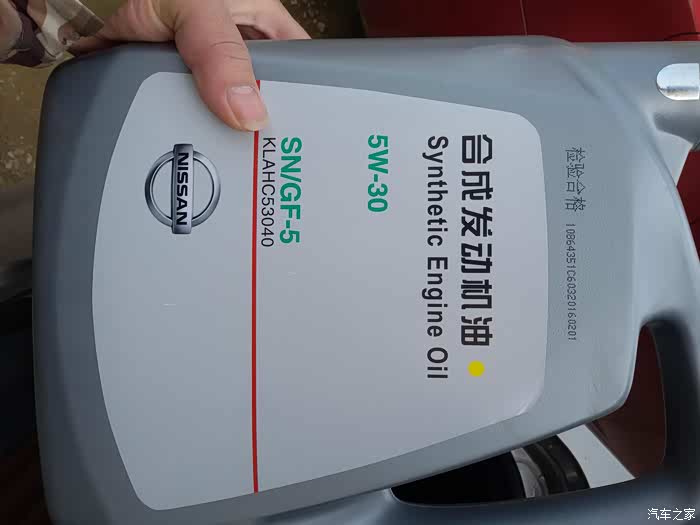 检验合格 10864351C60320160201
合成发动机油
Synthetic Engine Oil
5W-30
SN/GF-5
KLAHC53040
NISSAN
汽车之家